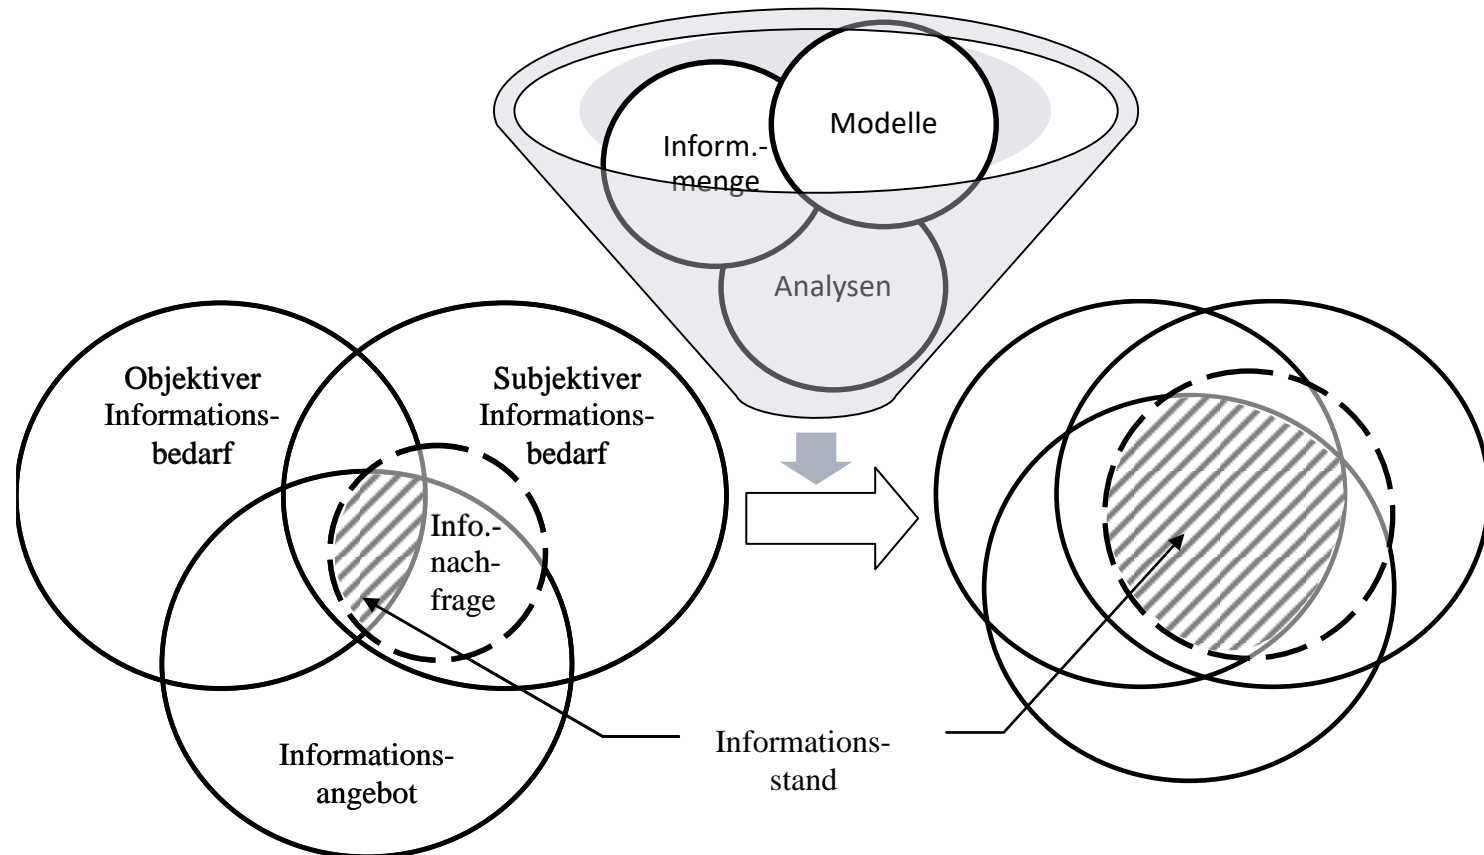 Modelle
Inform.-
menge
Analysen
Objektiver
Informations-
bedarf
Subjektiver
Informations-
bedarf
Info.-
nach-
frage
Informations-
angebot
Informations-
stand